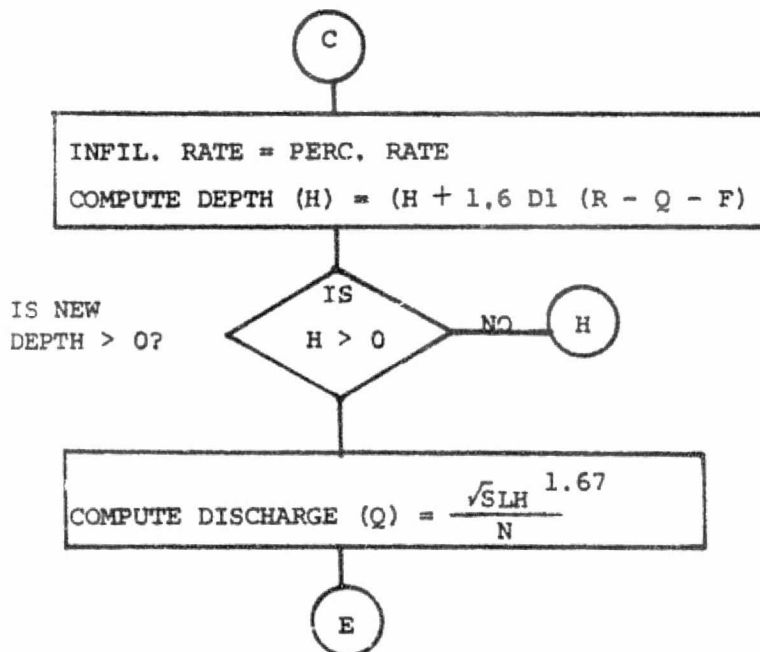 C
INFIL. RATE = PERC. RATE
COMPUTE DEPTH (H) = (H + 1.6 D1 (R - Q - F)
IS NEW
DEPTH > 0?
IS
H > 0
NO
H
COMPUTE DISCHARGE (Q) = √SLH^1.67 / N
E